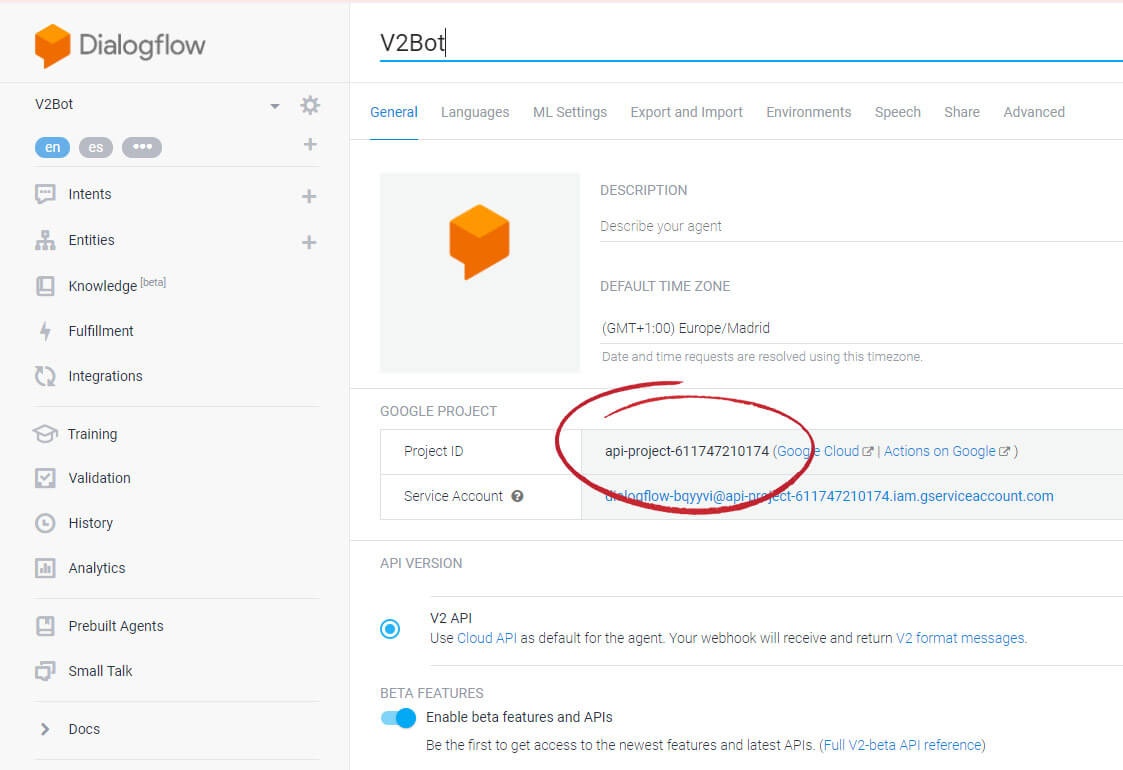 Dialogflow
V2Bot
en es •••
Intents
Entities
Knowledge [beta]
Fulfillment
Integrations
Training
Validation
History
Analytics
Prebuilt Agents
Small Talk
Docs
V2Bot
General Languages ML Settings Export and Import Environments Speech Share Advanced
DESCRIPTION
Describe your agent
DEFAULT TIME ZONE
(GMT+1:00) Europe/Madrid
Date and time requests are resolved using this timezone.
GOOGLE PROJECT
Project ID api-project-611747210174 (Google Cloud | Actions on Google )
Service Account dialogflow-bqyyvi@api-project-611747210174.iam.gserviceaccount.com
API VERSION
V2 API
Use Cloud API as default for the agent. Your webhook will receive and return V2 format messages.
BETA FEATURES
Enable beta features and APIs
Be the first to get access to the newest features and latest APIs. (Full V2-beta API reference)